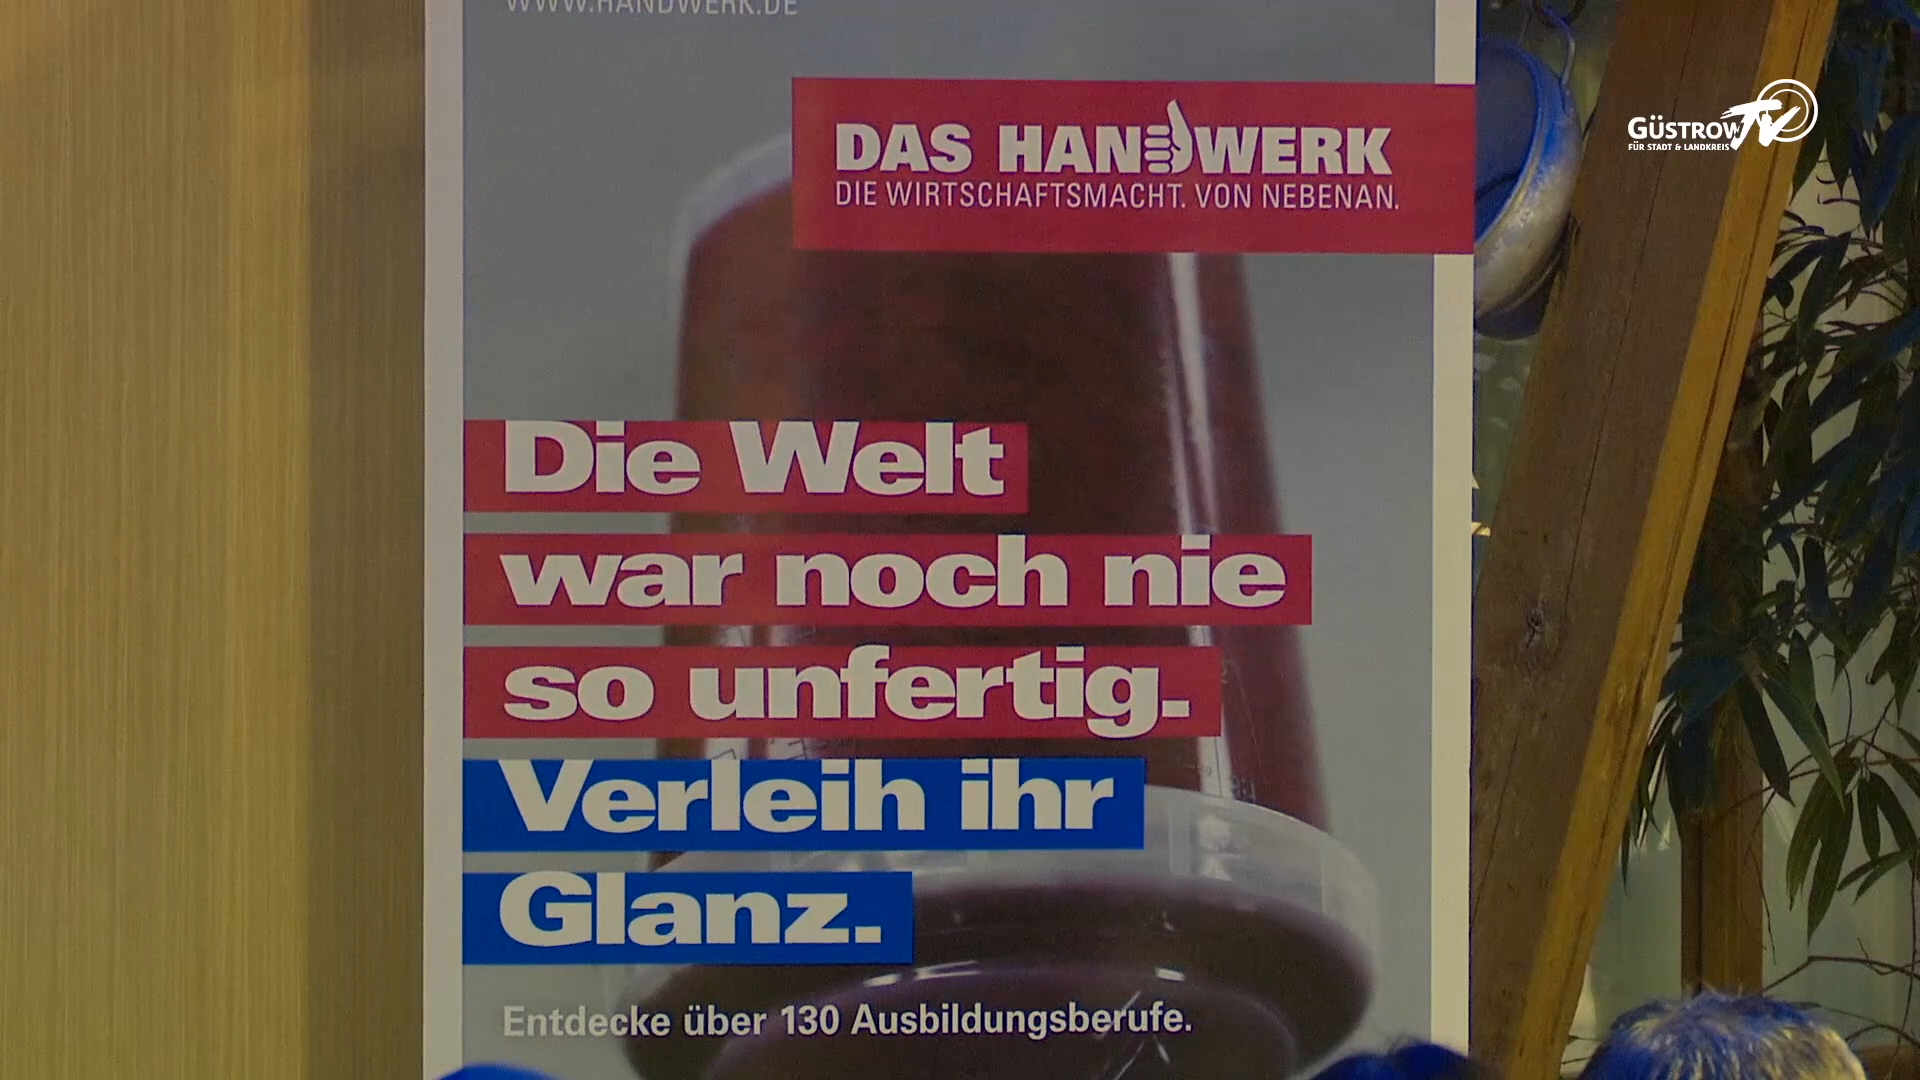 WWW.HANDWERK.DE
DAS HANDWERK
DIE WIRTSCHAFTSMACHT. VON NEBENAN.
GÜSTROW TV
FÜR STADT & LANDKREIS
Die Welt
war noch nie
so unfertig.
Verleih ihr
Glanz.
Entdecke über 130 Ausbildungsberufe.